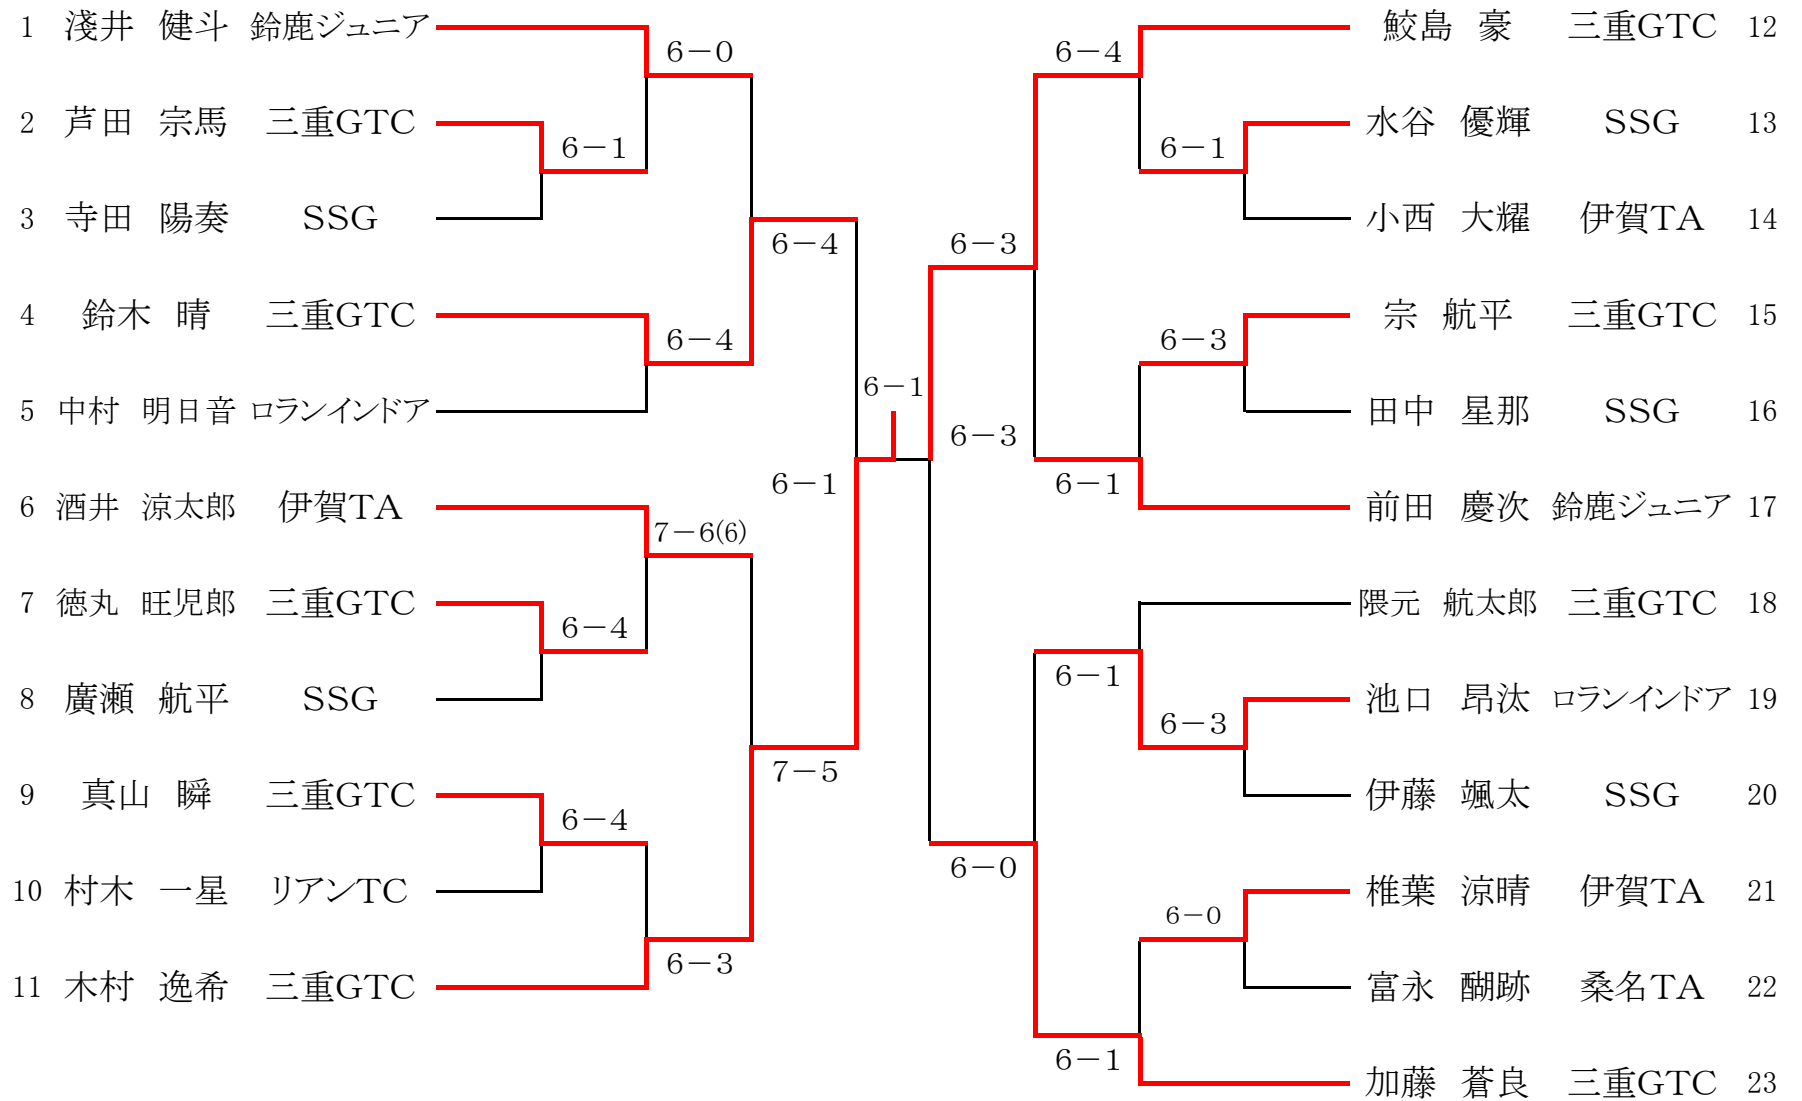 1 淺井 健斗 鈴鹿ジュニア
6-0
2 芦田 宗馬 三重GTC
6-1
3 寺田 陽奏 SSG
6-4
4 鈴木 晴 三重GTC
6-4
5 中村 明日音 ロランインドア
6-1
6 酒井 涼太郎 伊賀TA
7-6(6)
7 徳丸 旺児郎 三重GTC
6-4
8 廣瀬 航平 SSG
7-5
9 真山 瞬 三重GTC
6-4
10 村木 一星 リアンTC
6-3
11 木村 逸希 三重GTC
6-1
鮫島 豪 三重GTC 12
6-4
水谷 優輝 SSG 13
6-1
小西 大耀 伊賀TA 14
6-3
宗 航平 三重GTC 15
6-3
田中 星那 SSG 16
6-3
6-1
前田 慶次 鈴鹿ジュニア 17
隈元 航太郎 三重GTC 18
6-1
池口 昂汰 ロランインドア 19
6-3
伊藤 颯太 SSG 20
6-0
椎葉 涼晴 伊賀TA 21
6-0
富永 醐跡 桑名TA 22
6-1
加藤 蒼良 三重GTC 23